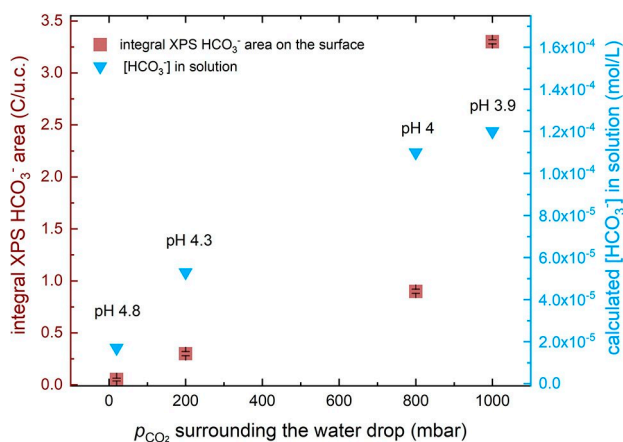 integral XPS HCO₃⁻ area on the surface
[HCO₃⁻] in solution
pH 3.9
pH 4
pH 4.3
pH 4.8
3.5
3.0
2.5
2.0
1.5
1.0
0.5
0.0
integral XPS HCO₃⁻ area (C/u.c.)
1.6x10⁻⁴
1.4x10⁻⁴
1.2x10⁻⁴
1.0x10⁻⁴
8.0x10⁻⁵
6.0x10⁻⁵
4.0x10⁻⁵
2.0x10⁻⁵
0.0
calculated [HCO₃⁻] in solution (mol/L)
0 200 400 600 800 1000
p_CO₂ surrounding the water drop (mbar)